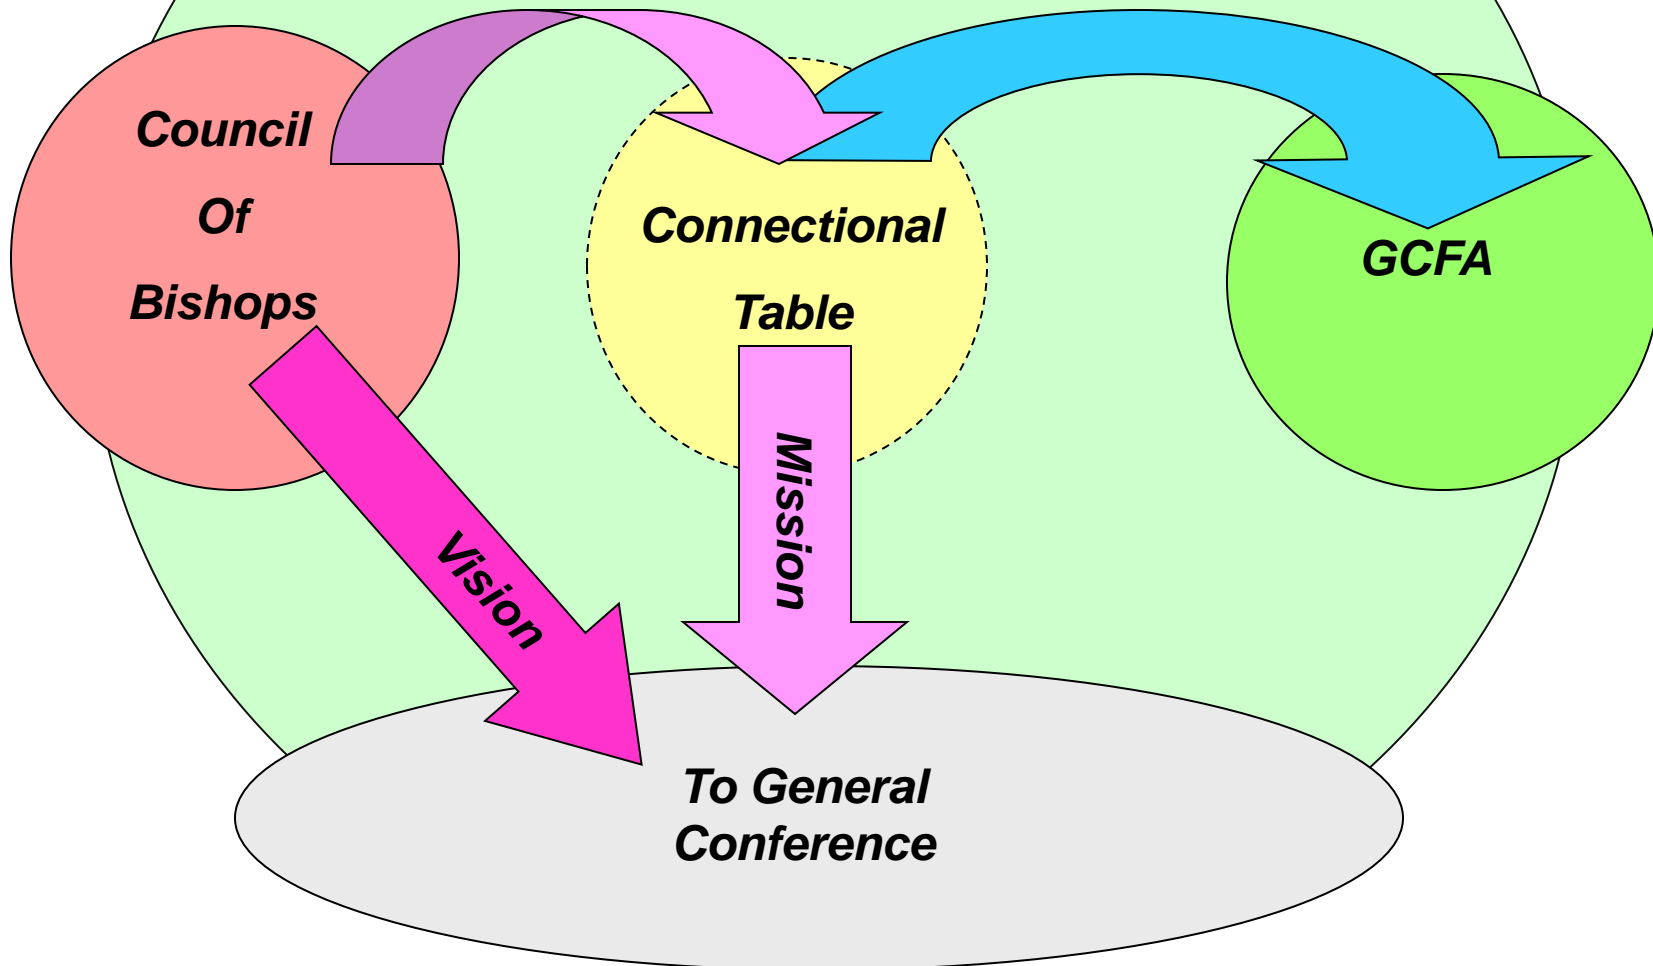 Council
Of
Bishops
Connectional
Table
GCFA
Vision
Mission
To General
Conference